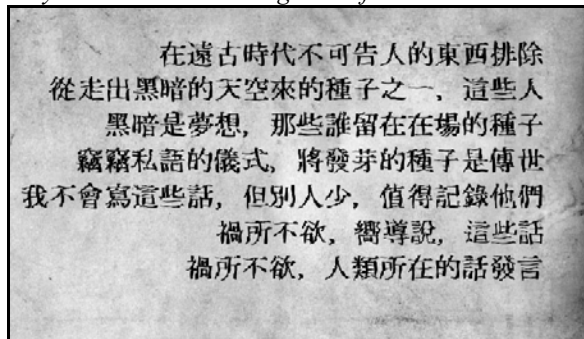 在遠古時代不可告人的東西排除
從走出黑暗的天空來的種子之一，這些人
黑暗是夢想，那些誰留在在場的種子
竊竊私語的儀式，將發芽的種子是傳世
我不會寫這些話，但別人少，值得記錄他們
禍所不欲，嚮導說，這些話
禍所不欲，人類所在的話發言